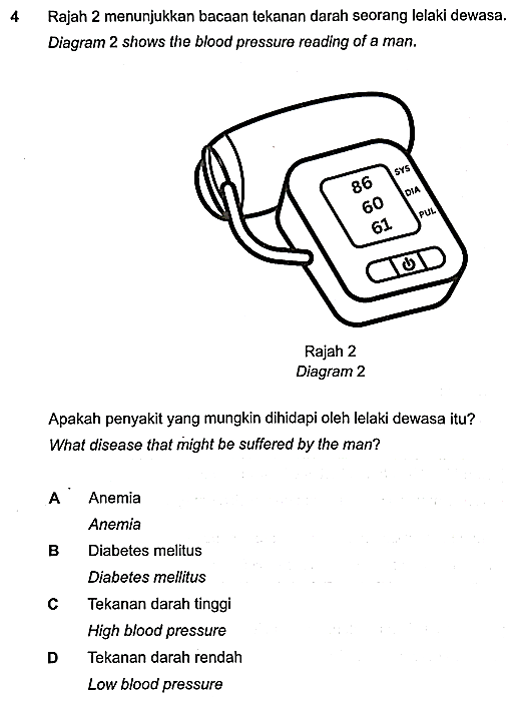 4 Rajah 2 menunjukkan bacaan tekanan darah seorang lelaki dewasa.
Diagram 2 shows the blood pressure reading of a man.
86 SYS
60 DIA
61 PUL
Rajah 2
Diagram 2
Apakah penyakit yang mungkin dihidapi oleh lelaki dewasa itu?
What disease that might be suffered by the man?
A Anemia
Anemia
B Diabetes melitus
Diabetes mellitus
C Tekanan darah tinggi
High blood pressure
D Tekanan darah rendah
Low blood pressure